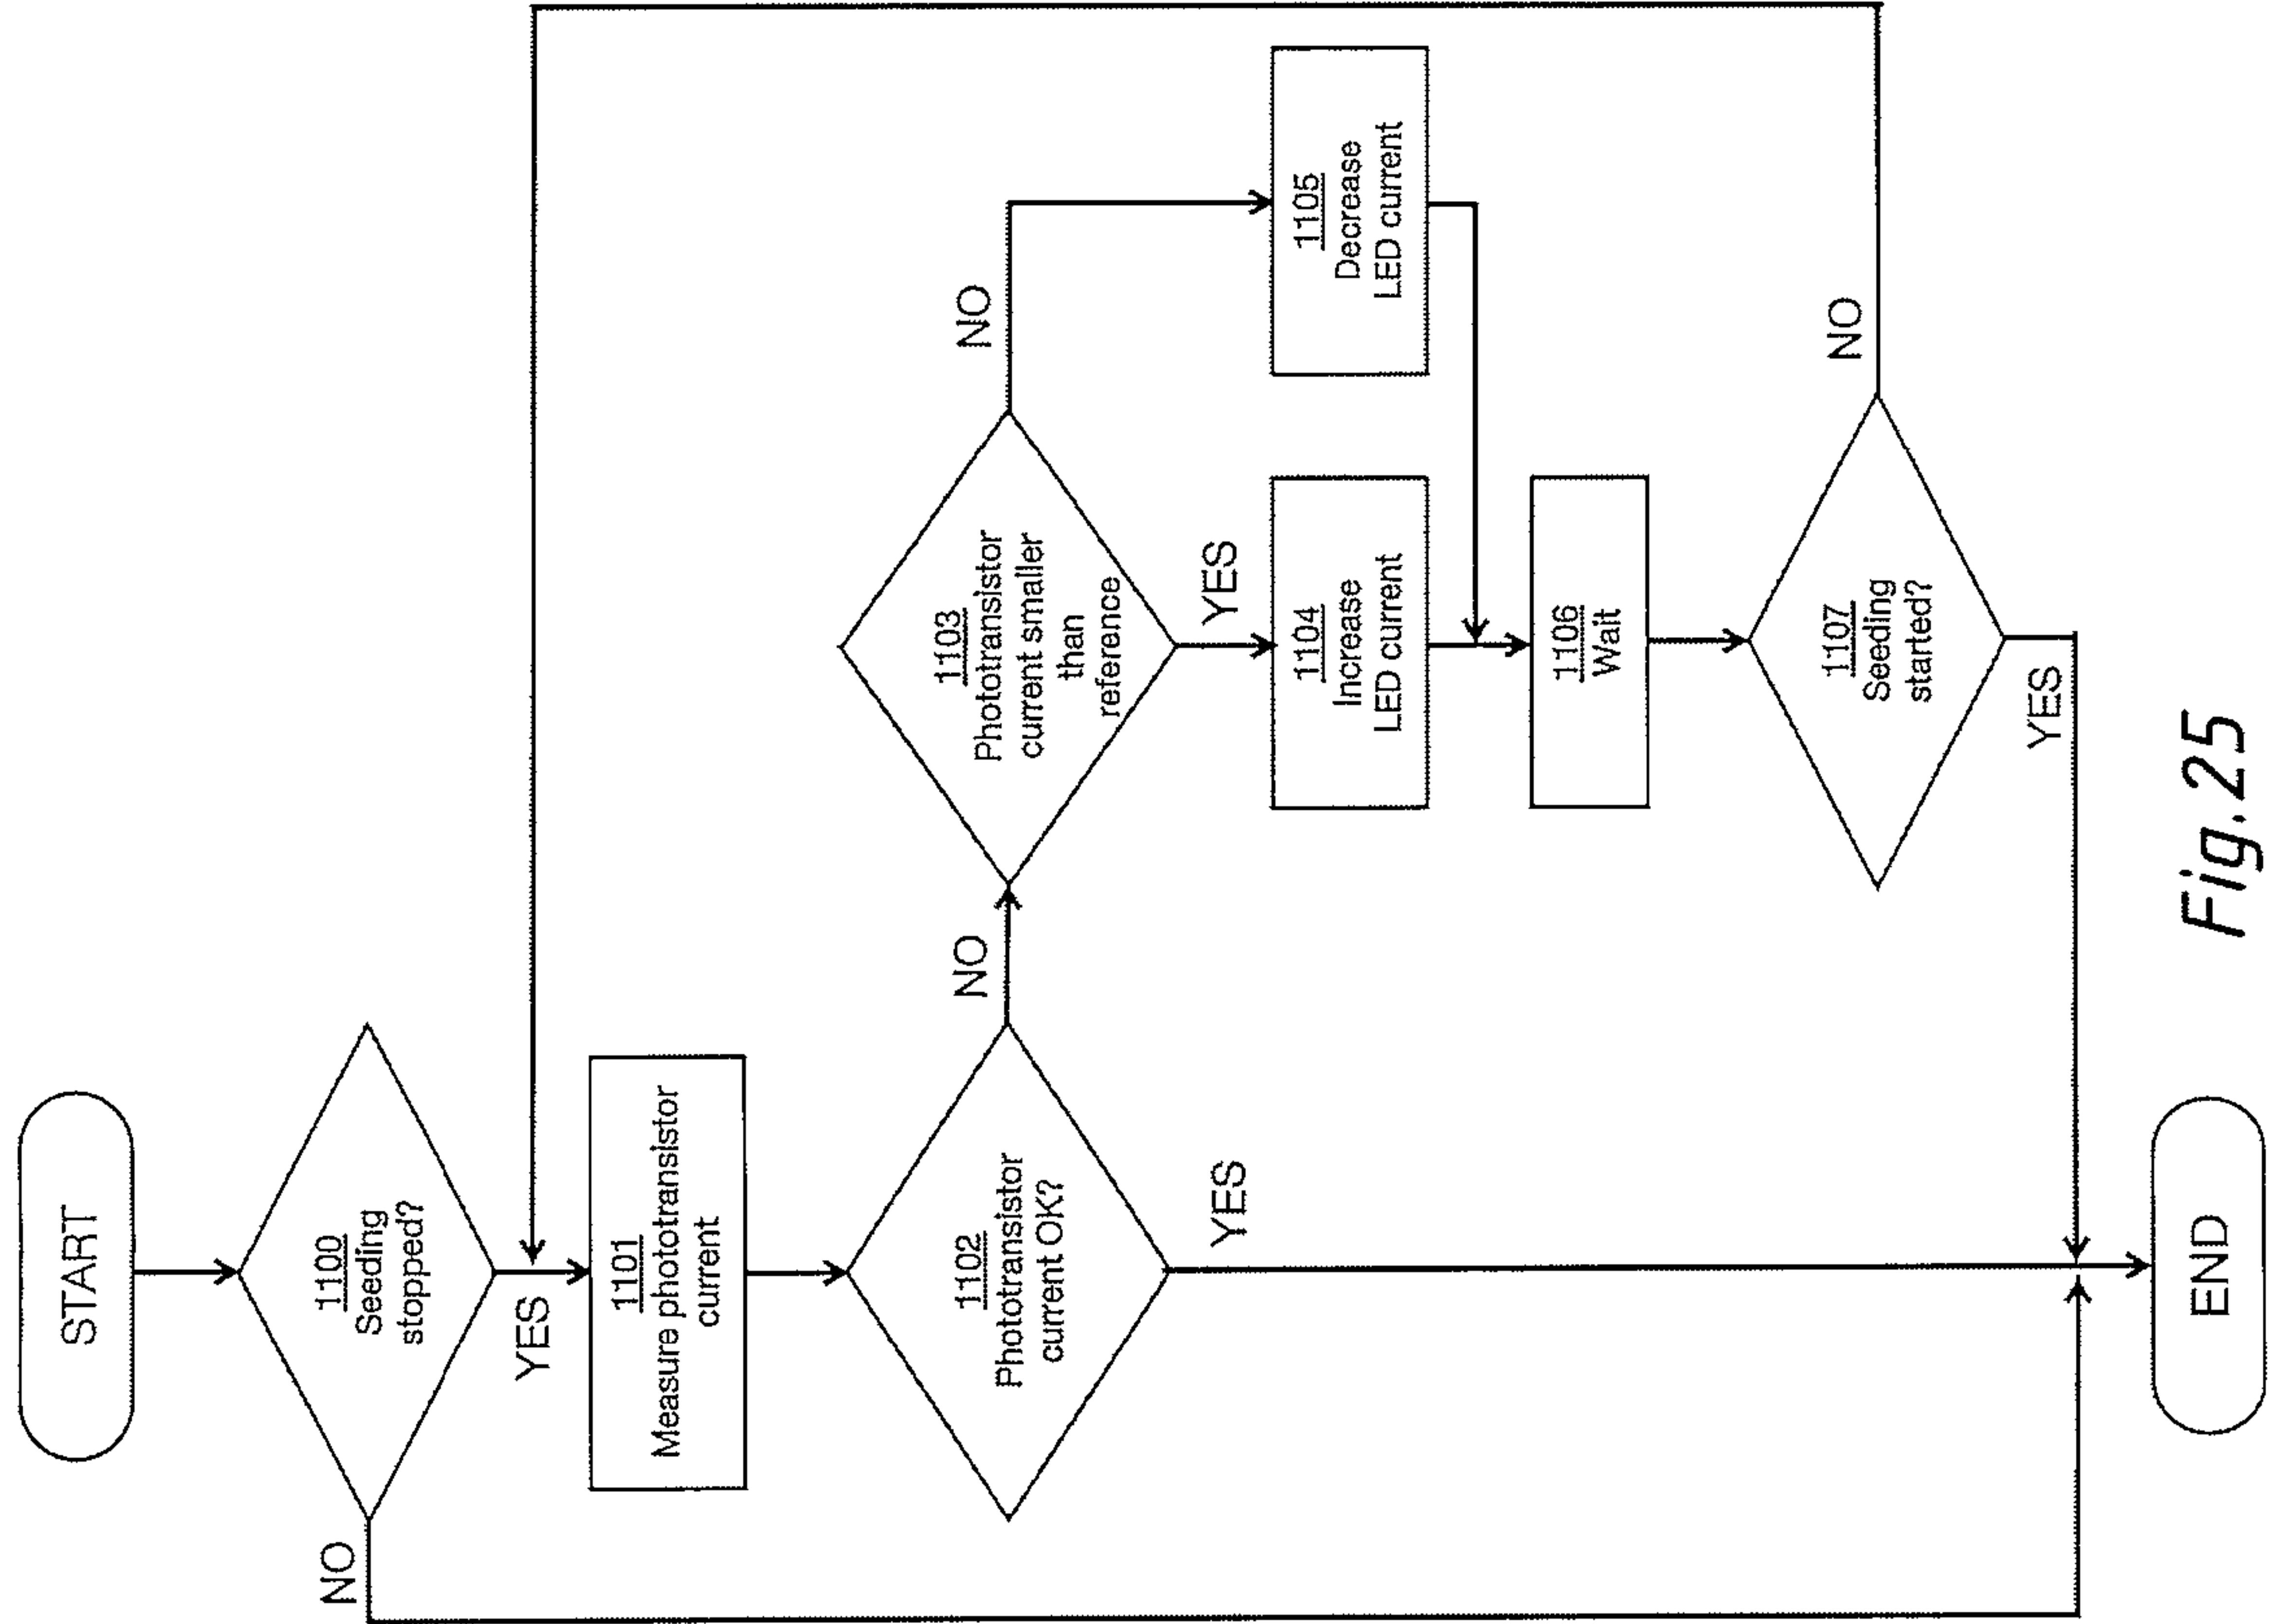 START
1100
Seeding
stopped?
NO
YES
1101
Measure phototransistor
current
1102
Phototransistor
current OK?
NO
YES
1103
Phototransistor
current smaller
than
reference
NO
YES
1104
Increase
LED current
1105
Decrease
LED current
1106
Wait
1107
Seeding
started?
NO
YES
END
Fig.25